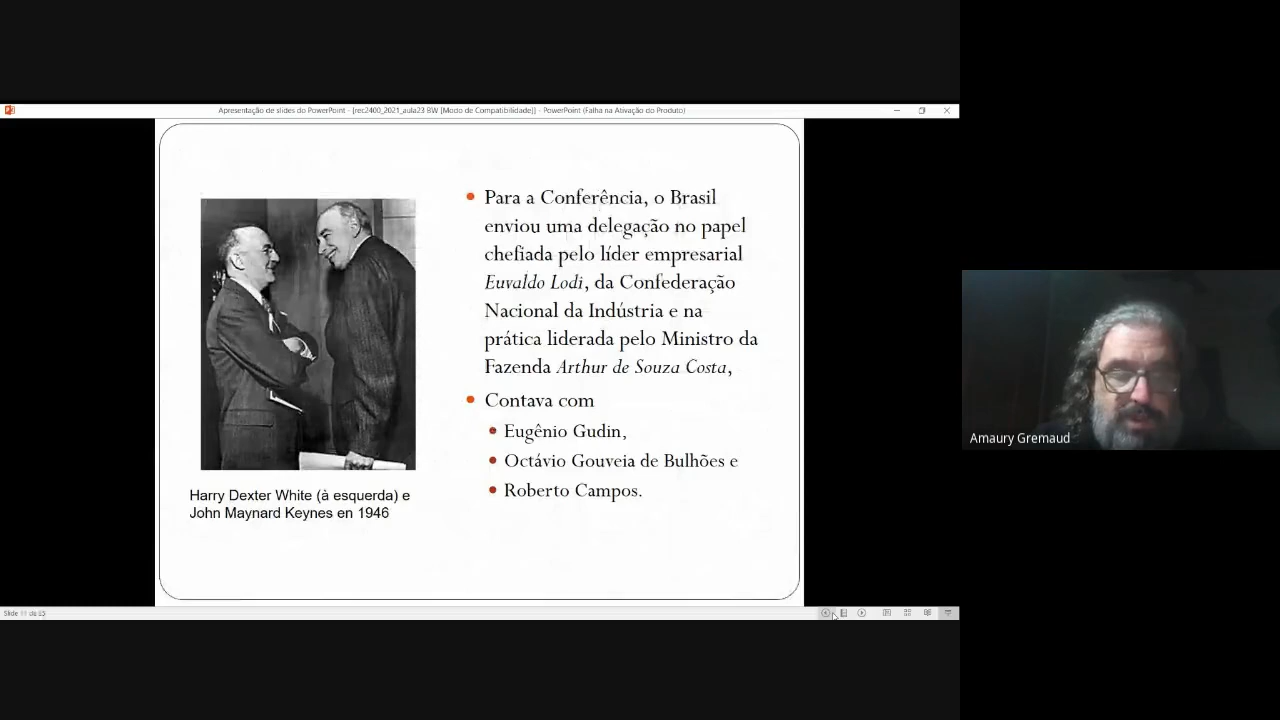 Apresentação de slides do PowerPoint - [rec2400_2021_aula23 BW [Modo de Compatibilidade]] - PowerPoint (Falha na Ativação do Produto)
Para a Conferência, o Brasil
enviou uma delegação no papel
chefiada pelo líder empresarial
Euvaldo Lodi, da Confederação
Nacional da Indústria e na
prática liderada pelo Ministro da
Fazenda Arthur de Souza Costa,
Contava com
Eugênio Gudin,
Octávio Gouveia de Bulhões e
Roberto Campos.
Harry Dexter White (à esquerda) e
John Maynard Keynes en 1946
Amaury Gremaud